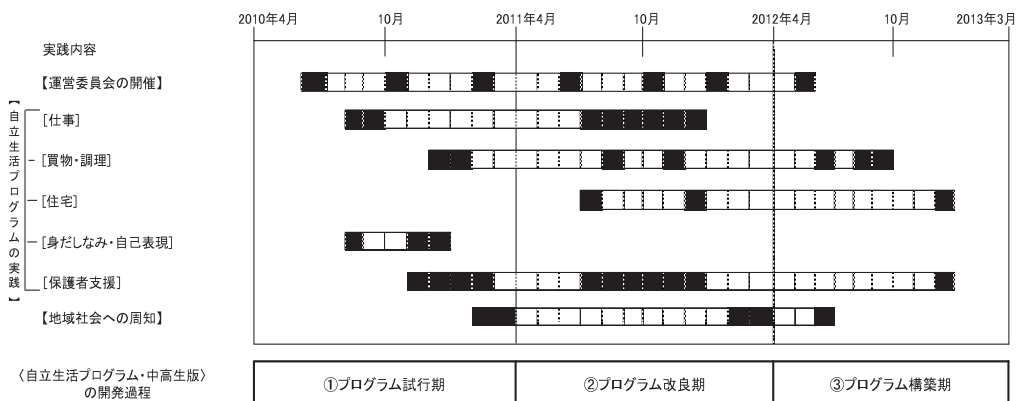 2010年4月 10月 2011年4月 10月 2012年4月 10月 2013年3月
実践内容
【運営委員会の開催】
【自立生活プログラムの実践】
[仕事]
[買物・調理]
[住宅]
[身だしなみ・自己表現]
[保護者支援]
【地域社会への周知】
〈自立生活プログラム・中高生版〉
の開発過程
①プログラム試行期 ②プログラム改良期 ③プログラム構築期